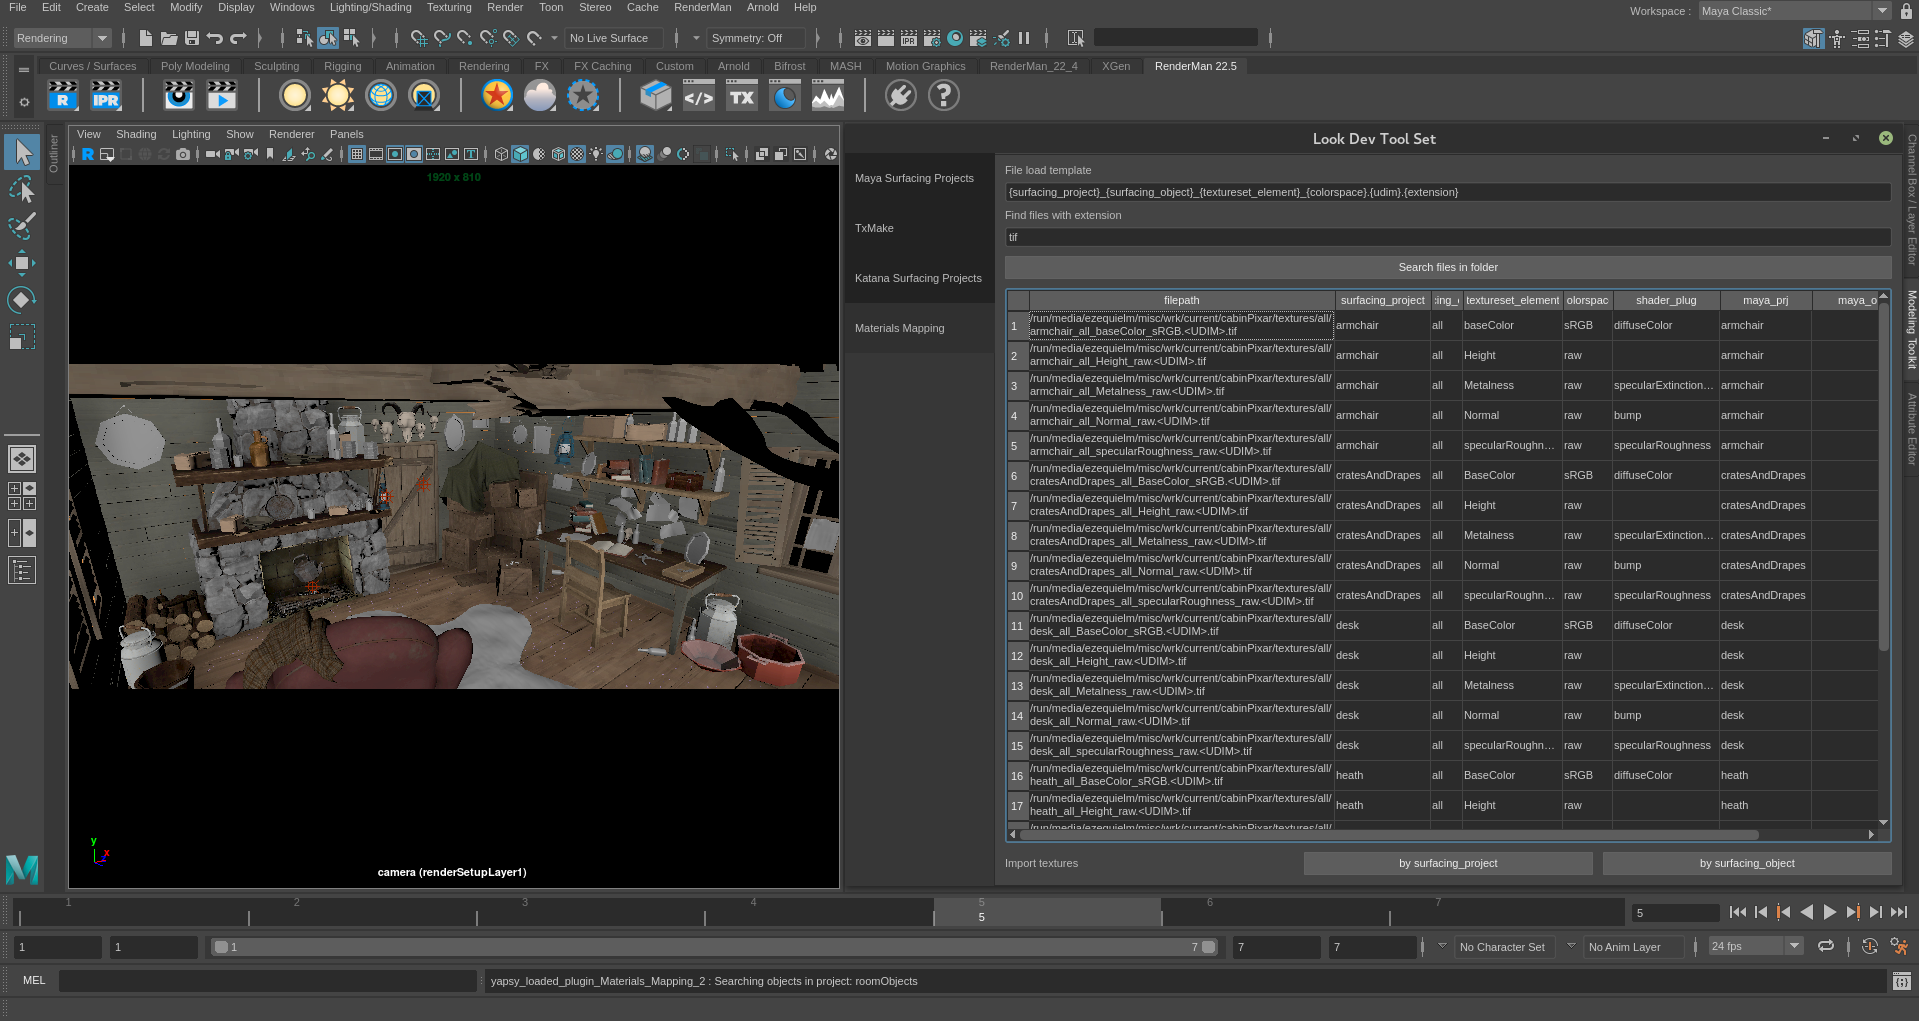 File Edit Create Select Modify Display Windows Lighting/Shading Texturing Render Toon Stereo Cache RenderMan Arnold Help
Workspace : Maya Classic*
Rendering No Live Surface Symmetry: Off IPR
Curves / Surfaces Poly Modeling Sculpting Rigging Animation Rendering FX FX Caching Custom Arnold Bifrost MASH Motion Graphics RenderMan_22_4 XGen RenderMan 22.5
R IPR </> TX ?
Outliner
View Shading Lighting Show Renderer Panels
1920 x 810
y
x
camera (renderSetupLayer1)
Look Dev Tool Set
Maya Surfacing Projects
TxMake
Katana Surfacing Projects
Materials Mapping
File load template
{surfacing_project}_{surfacing_object}_{textureset_element}_{colorspace}.{udim}.{extension}
Find files with extension
tif
Search files in folder
filepath surfacing_project :ing_ textureset_element olorspac shader_plug maya_prj maya_o
1 /run/media/ezequielm/misc/wrk/current/cabinPixar/textures/all/
armchair_all_baseColor_sRGB.<UDIM>.tif armchair all baseColor sRGB diffuseColor armchair
2 /run/media/ezequielm/misc/wrk/current/cabinPixar/textures/all/
armchair_all_Height_raw.<UDIM>.tif armchair all Height raw armchair
3 /run/media/ezequielm/misc/wrk/current/cabinPixar/textures/all/
armchair_all_Metalness_raw.<UDIM>.tif armchair all Metalness raw specularExtinction... armchair
4 /run/media/ezequielm/misc/wrk/current/cabinPixar/textures/all/
armchair_all_Normal_raw.<UDIM>.tif armchair all Normal raw bump armchair
5 /run/media/ezequielm/misc/wrk/current/cabinPixar/textures/all/
armchair_all_specularRoughness_raw.<UDIM>.tif armchair all specularRoughn... raw specularRoughness armchair
6 /run/media/ezequielm/misc/wrk/current/cabinPixar/textures/all/
cratesAndDrapes_all_BaseColor_sRGB.<UDIM>.tif cratesAndDrapes all BaseColor sRGB diffuseColor cratesAndDrapes
7 /run/media/ezequielm/misc/wrk/current/cabinPixar/textures/all/
cratesAndDrapes_all_Height_raw.<UDIM>.tif cratesAndDrapes all Height raw cratesAndDrapes
8 /run/media/ezequielm/misc/wrk/current/cabinPixar/textures/all/
cratesAndDrapes_all_Metalness_raw.<UDIM>.tif cratesAndDrapes all Metalness raw specularExtinction... cratesAndDrapes
9 /run/media/ezequielm/misc/wrk/current/cabinPixar/textures/all/
cratesAndDrapes_all_Normal_raw.<UDIM>.tif cratesAndDrapes all Normal raw bump cratesAndDrapes
10 /run/media/ezequielm/misc/wrk/current/cabinPixar/textures/all/
cratesAndDrapes_all_specularRoughness_raw.<UDIM>.tif cratesAndDrapes all specularRoughn... raw specularRoughness cratesAndDrapes
11 /run/media/ezequielm/misc/wrk/current/cabinPixar/textures/all/
desk_all_BaseColor_sRGB.<UDIM>.tif desk all BaseColor sRGB diffuseColor desk
12 /run/media/ezequielm/misc/wrk/current/cabinPixar/textures/all/
desk_all_Height_raw.<UDIM>.tif desk all Height raw desk
13 /run/media/ezequielm/misc/wrk/current/cabinPixar/textures/all/
desk_all_Metalness_raw.<UDIM>.tif desk all Metalness raw specularExtinction... desk
14 /run/media/ezequielm/misc/wrk/current/cabinPixar/textures/all/
desk_all_Normal_raw.<UDIM>.tif desk all Normal raw bump desk
15 /run/media/ezequielm/misc/wrk/current/cabinPixar/textures/all/
desk_all_specularRoughness_raw.<UDIM>.tif desk all specularRoughn... raw specularRoughness desk
16 /run/media/ezequielm/misc/wrk/current/cabinPixar/textures/all/
heath_all_BaseColor_sRGB.<UDIM>.tif heath all BaseColor sRGB diffuseColor heath
17 /run/media/ezequielm/misc/wrk/current/cabinPixar/textures/all/
heath_all_Height_raw.<UDIM>.tif heath all Height raw heath
/run/media/ezequielm/misc/wrk/current/cabinPixar/textures/all/
Import textures by surfacing_project by surfacing_object
Channel Box / Layer Editor
Modeling Toolkit
Attribute Editor
1 2 3 4 5 6 7
5 5
1 1 1 7 7 7 No Character Set No Anim Layer 24 fps
MEL yapsy_loaded_plugin_Materials_Mapping_2 : Searching objects in project: roomObjects